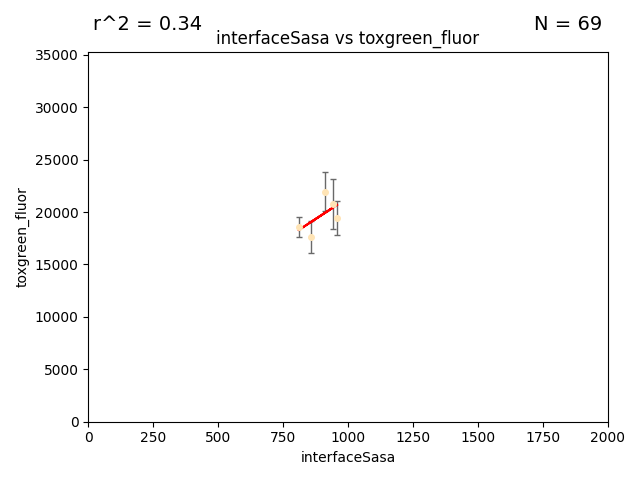 r^2 = 0.34
N = 69
interfaceSasa vs toxgreen_fluor
35000
30000
25000
20000
15000
10000
5000
0
toxgreen_fluor
0 250 500 750 1000 1250 1500 1750 2000
interfaceSasa